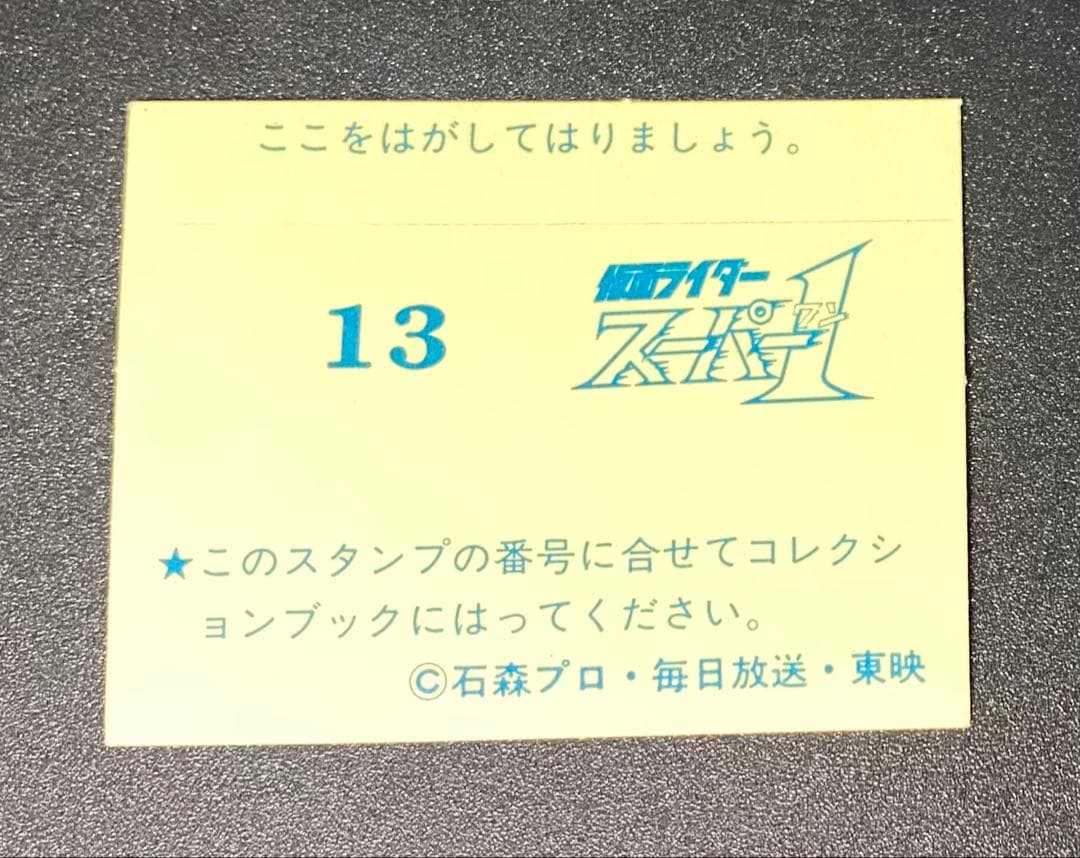 ここをはがしてはりましょう。
13
仮面ライダー
スーパー1
ワン
★このスタンプの番号に合せてコレクシ
ョンブックにはってください。
©石森プロ・毎日放送・東映